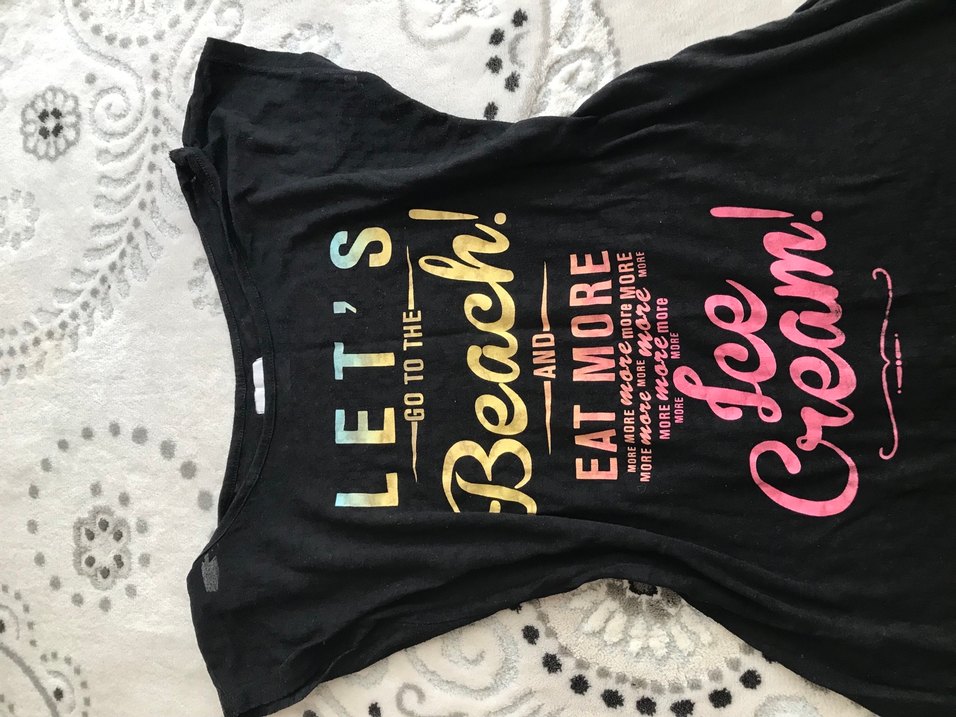 LET'S
GO TO THE
Beach!
AND
EAT MORE
MORE MORE more more MORE
MORE more MORE more MORE
MORE more more
MORE MORE
Ice
Cream!